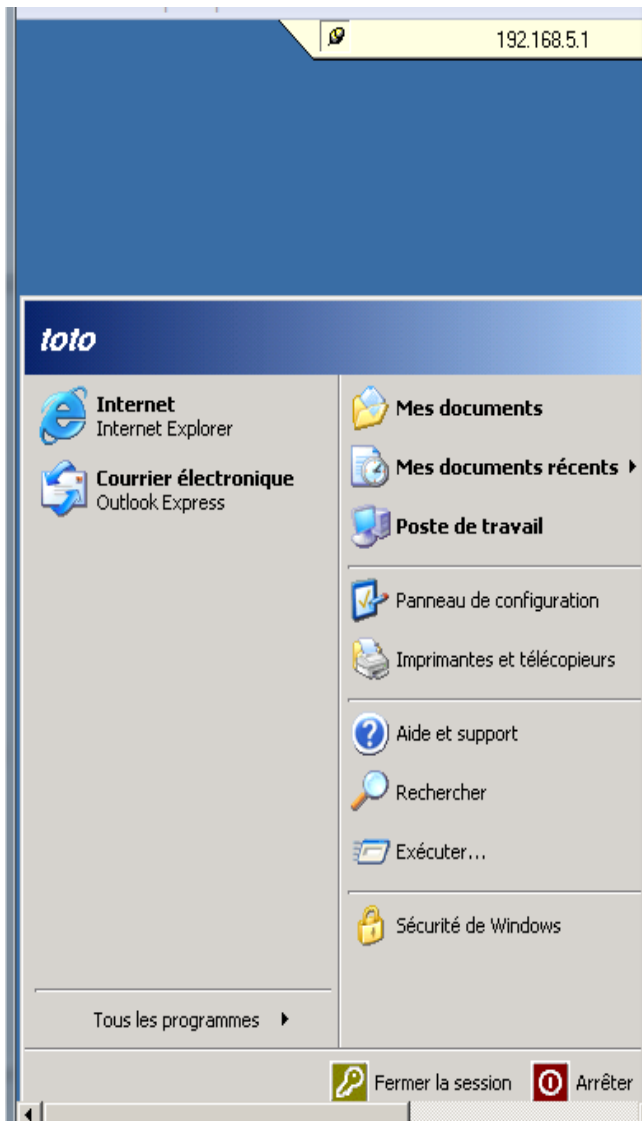 192.168.5.1
toto
Internet
Internet Explorer
Courrier électronique
Outlook Express
Tous les programmes
Mes documents
Mes documents récents
Poste de travail
Panneau de configuration
Imprimantes et télécopieurs
Aide et support
Rechercher
Exécuter...
Sécurité de Windows
Fermer la session
Arrêter